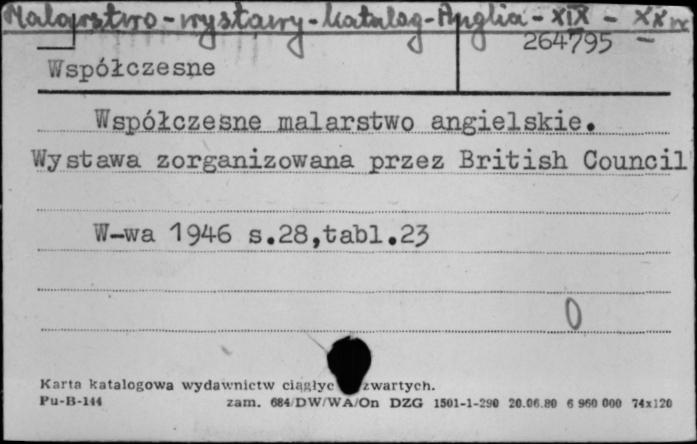 Malarstwo - wystawy - katalog - Anglia - XIX - XX w
264795
Współczesne
Współczesne malarstwo angielskie.
Wystawa zorganizowana przez British Council
W-wa 1946 s.28,tabl.23
0
Karta katalogowa wydawnictw ciągłyc zwartych.
Pu-B-144 zam. 684/DW/WA/On DZG 1501-1-290 20.06.80 6 960 000 74x120